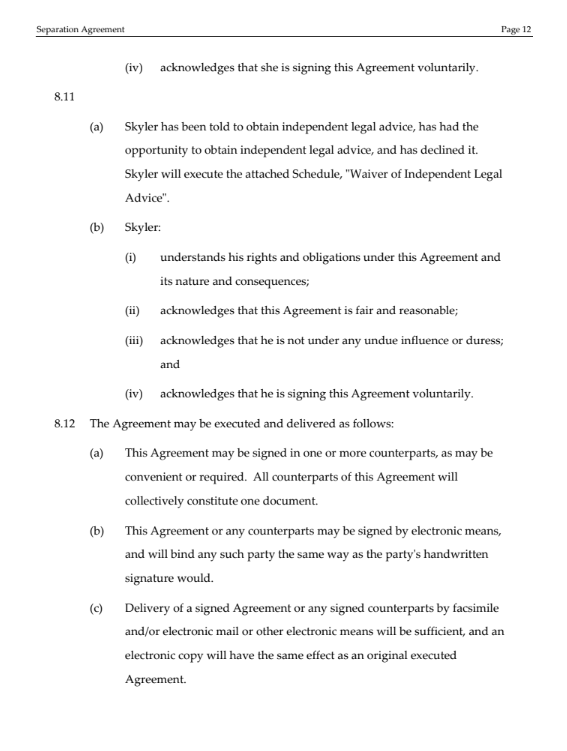 Separation Agreement Page 12
(iv) acknowledges that she is signing this Agreement voluntarily.
8.11
(a) Skyler has been told to obtain independent legal advice, has had the
opportunity to obtain independent legal advice, and has declined it.
Skyler will execute the attached Schedule, "Waiver of Independent Legal
Advice".
(b) Skyler:
(i) understands his rights and obligations under this Agreement and
its nature and consequences;
(ii) acknowledges that this Agreement is fair and reasonable;
(iii) acknowledges that he is not under any undue influence or duress;
and
(iv) acknowledges that he is signing this Agreement voluntarily.
8.12 The Agreement may be executed and delivered as follows:
(a) This Agreement may be signed in one or more counterparts, as may be
convenient or required.  All counterparts of this Agreement will
collectively constitute one document.
(b) This Agreement or any counterparts may be signed by electronic means,
and will bind any such party the same way as the party's handwritten
signature would.
(c) Delivery of a signed Agreement or any signed counterparts by facsimile
and/or electronic mail or other electronic means will be sufficient, and an
electronic copy will have the same effect as an original executed
Agreement.